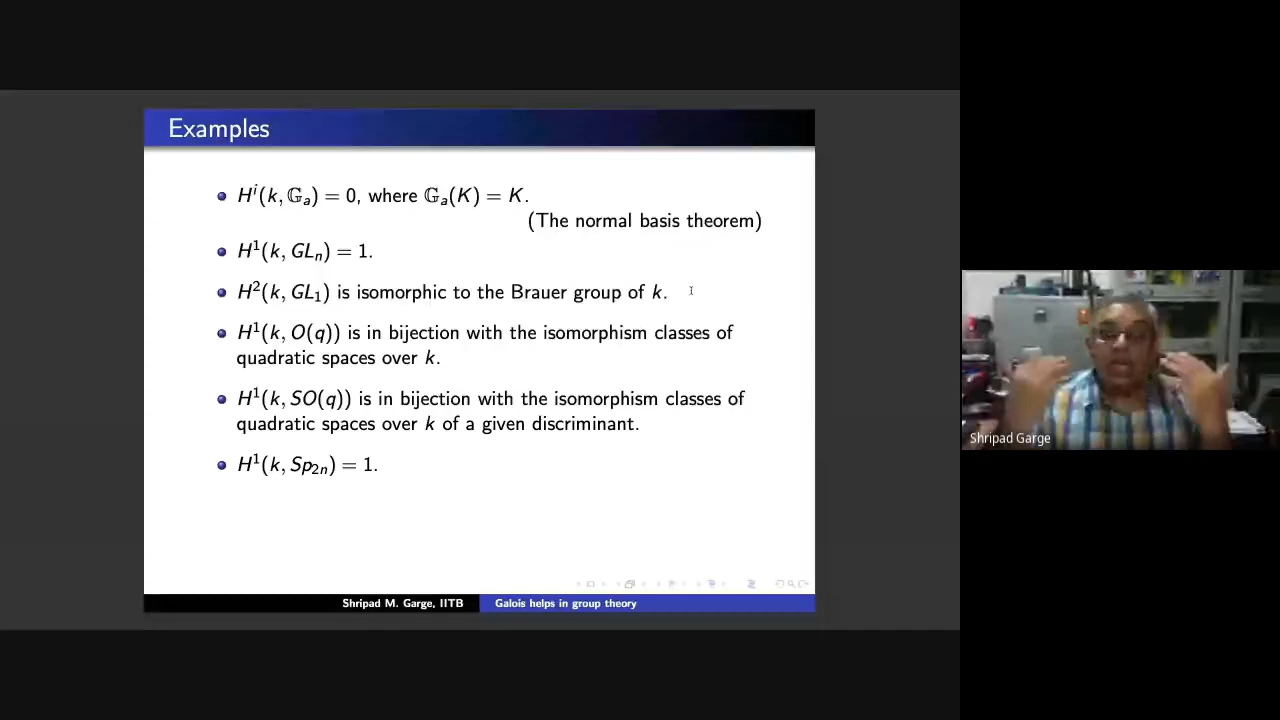 Examples
H^i(k, 𝔾_a) = 0, where 𝔾_a(K) = K.
(The normal basis theorem)
H^1(k, GL_n) = 1.
H^2(k, GL_1) is isomorphic to the Brauer group of k.
H^1(k, O(q)) is in bijection with the isomorphism classes of
quadratic spaces over k.
H^1(k, SO(q)) is in bijection with the isomorphism classes of
quadratic spaces over k of a given discriminant.
H^1(k, Sp_{2n}) = 1.
Shripad M. Garge, IITB
Galois helps in group theory
Shripad Garge